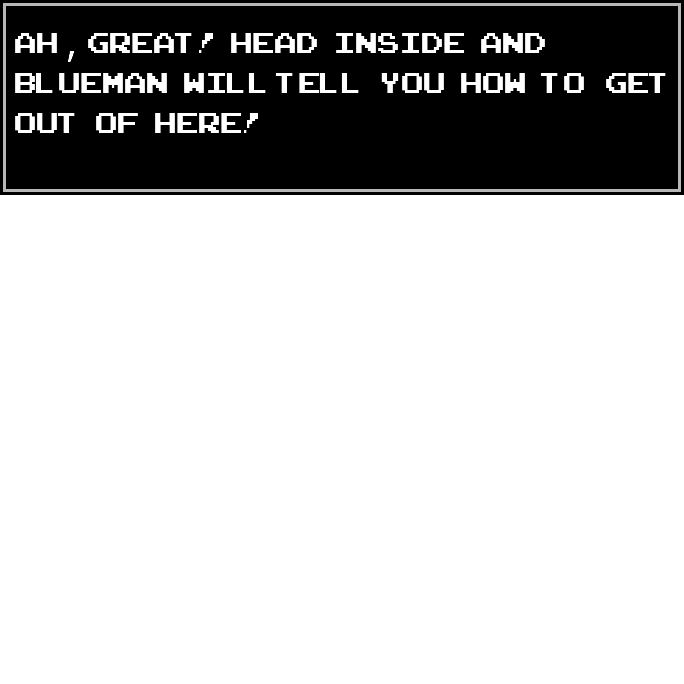 AH, GREAT! HEAD INSIDE AND
BLUEMAN WILL TELL YOU HOW TO GET
OUT OF HERE!